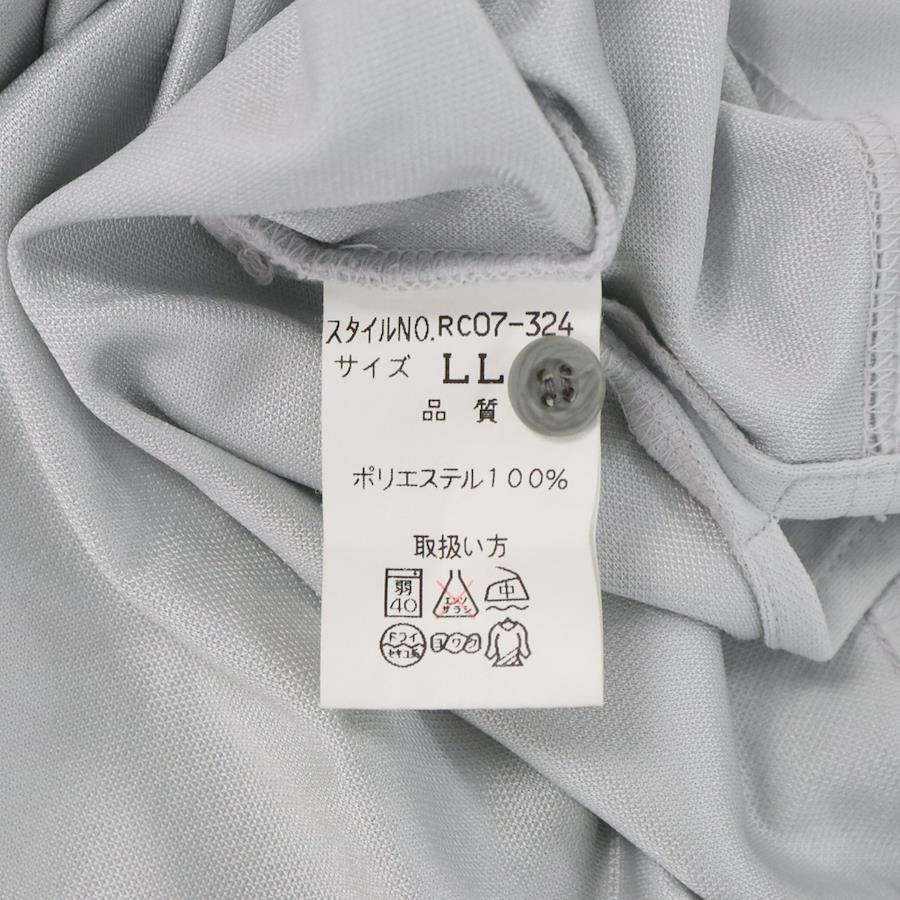 スタイルNO.RC07-324
サイズ LL
品質
ポリエステル100%
取扱い方
弱 40
エンソ サラシ
中
ドライ セキユ系
ヨワク